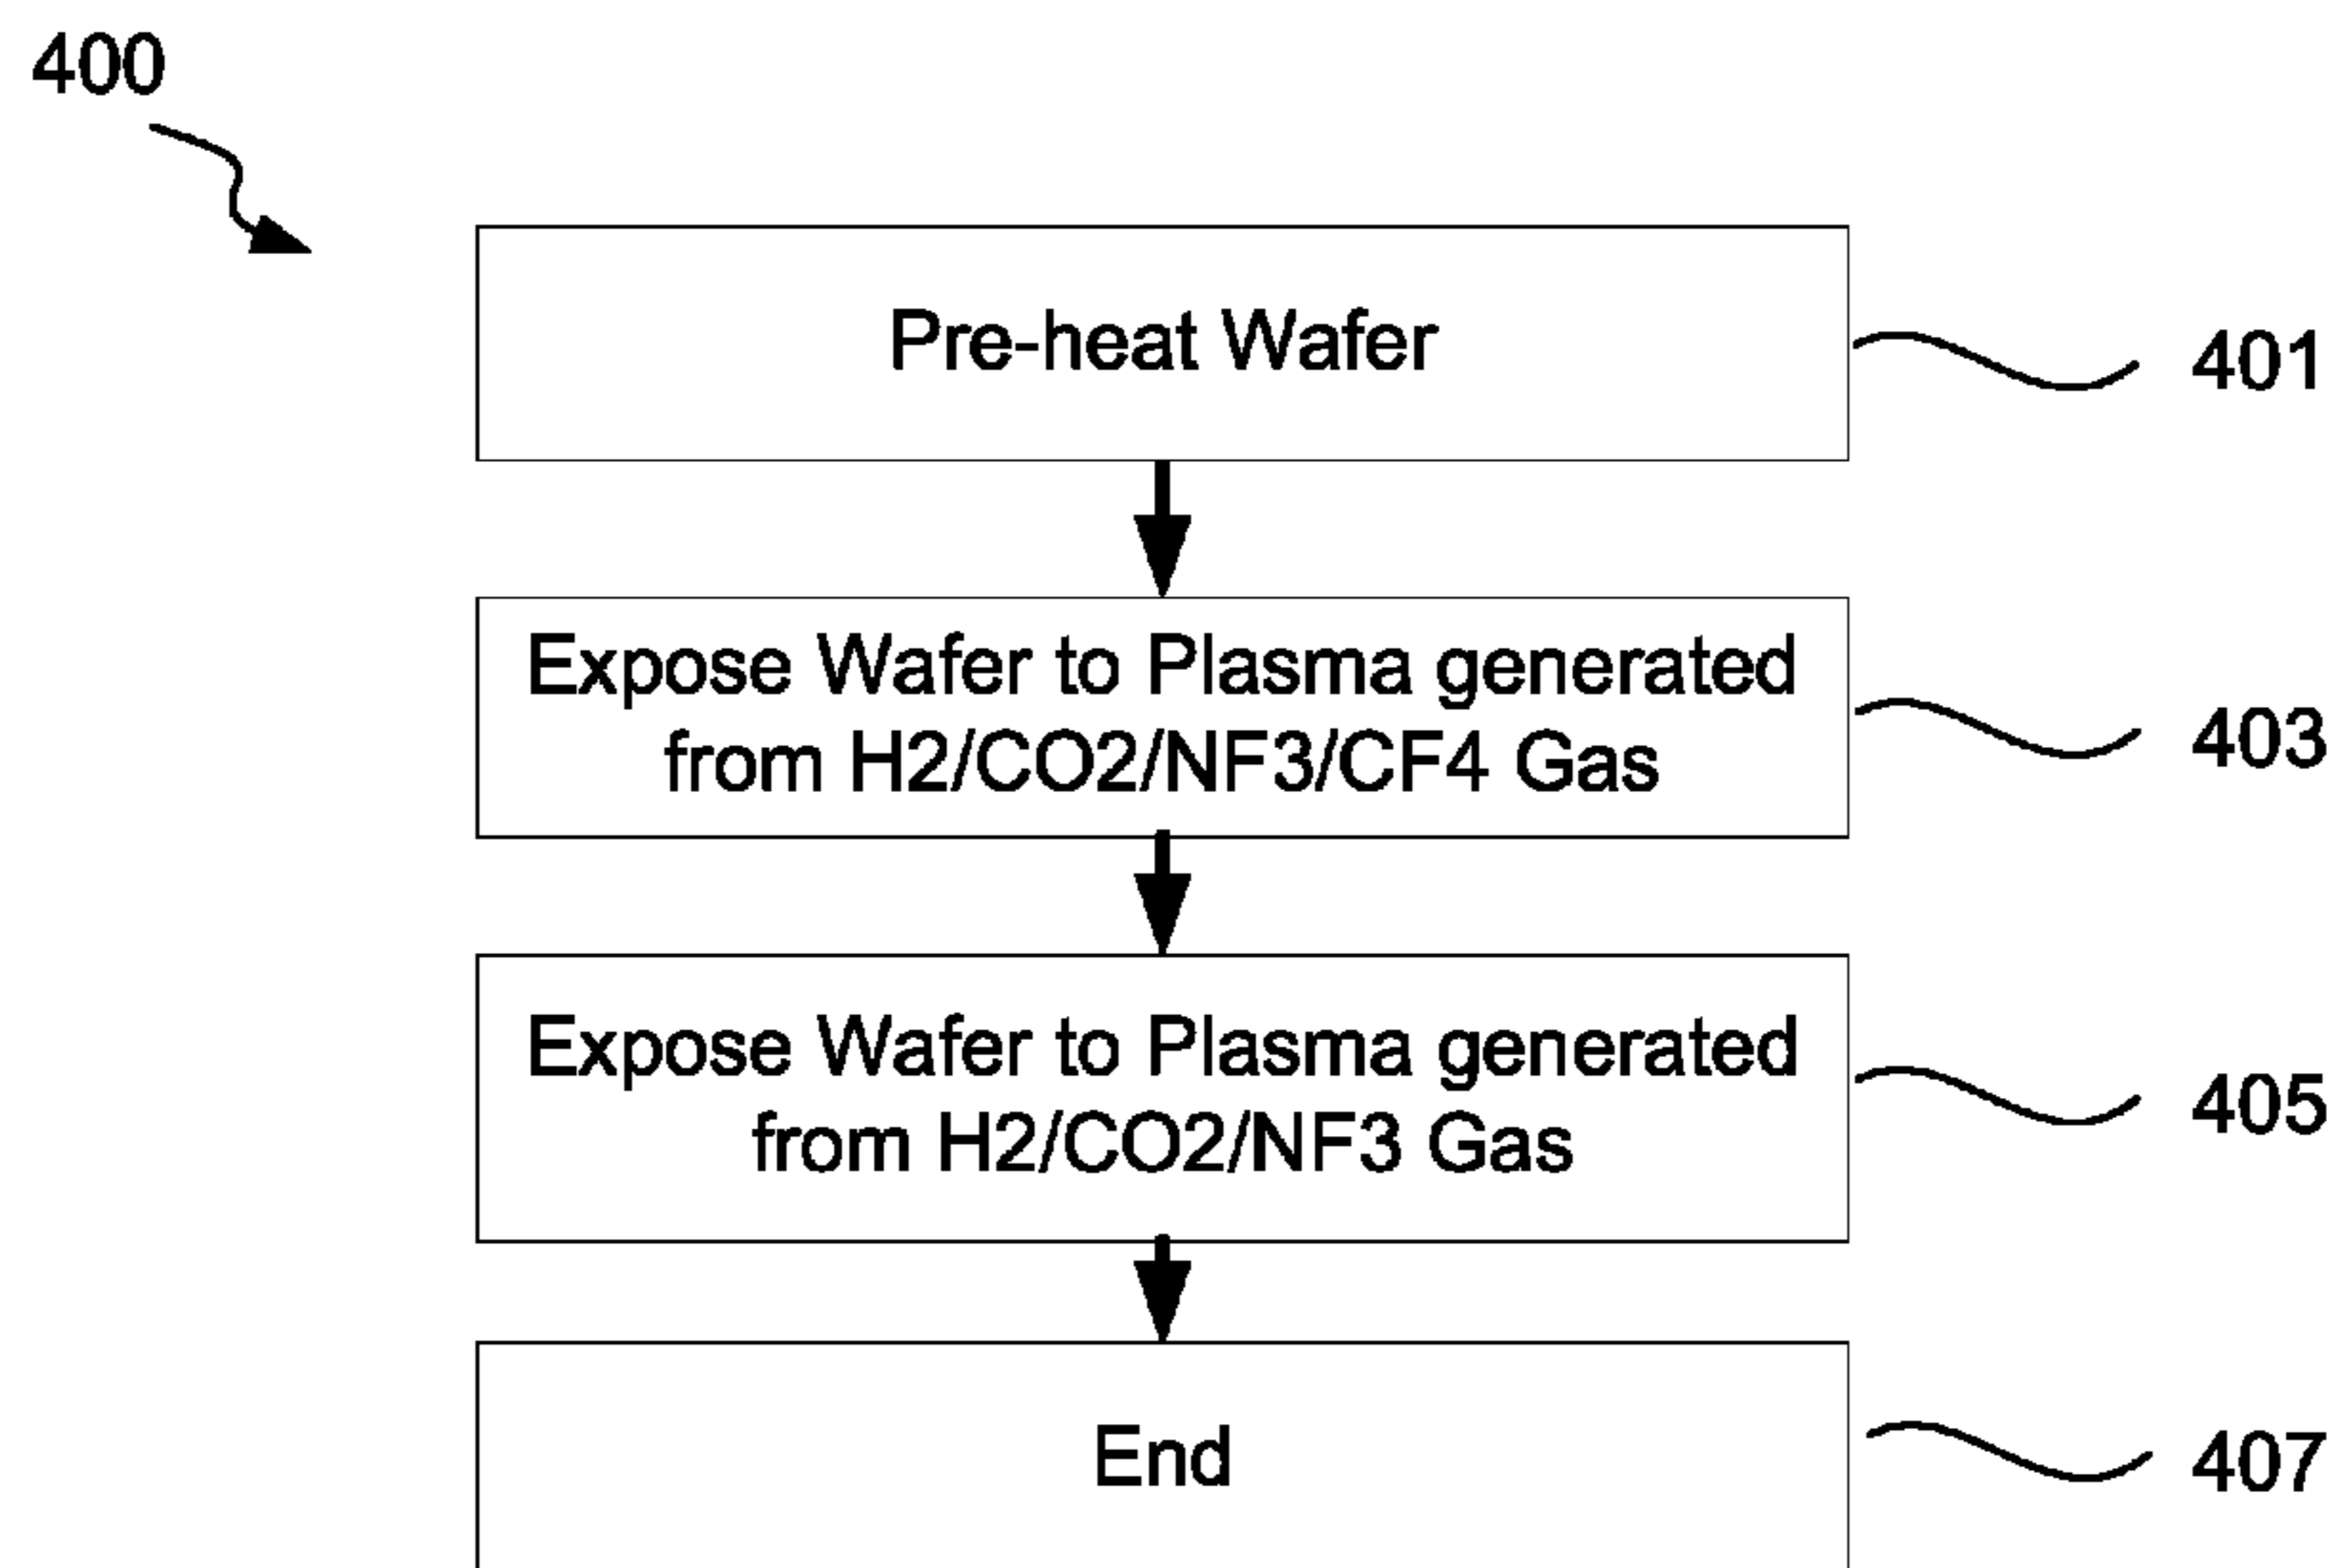 400
Pre-heat Wafer
401
Expose Wafer to Plasma generated
from H2/CO2/NF3/CF4 Gas
403
Expose Wafer to Plasma generated
from H2/CO2/NF3 Gas
405
End
407